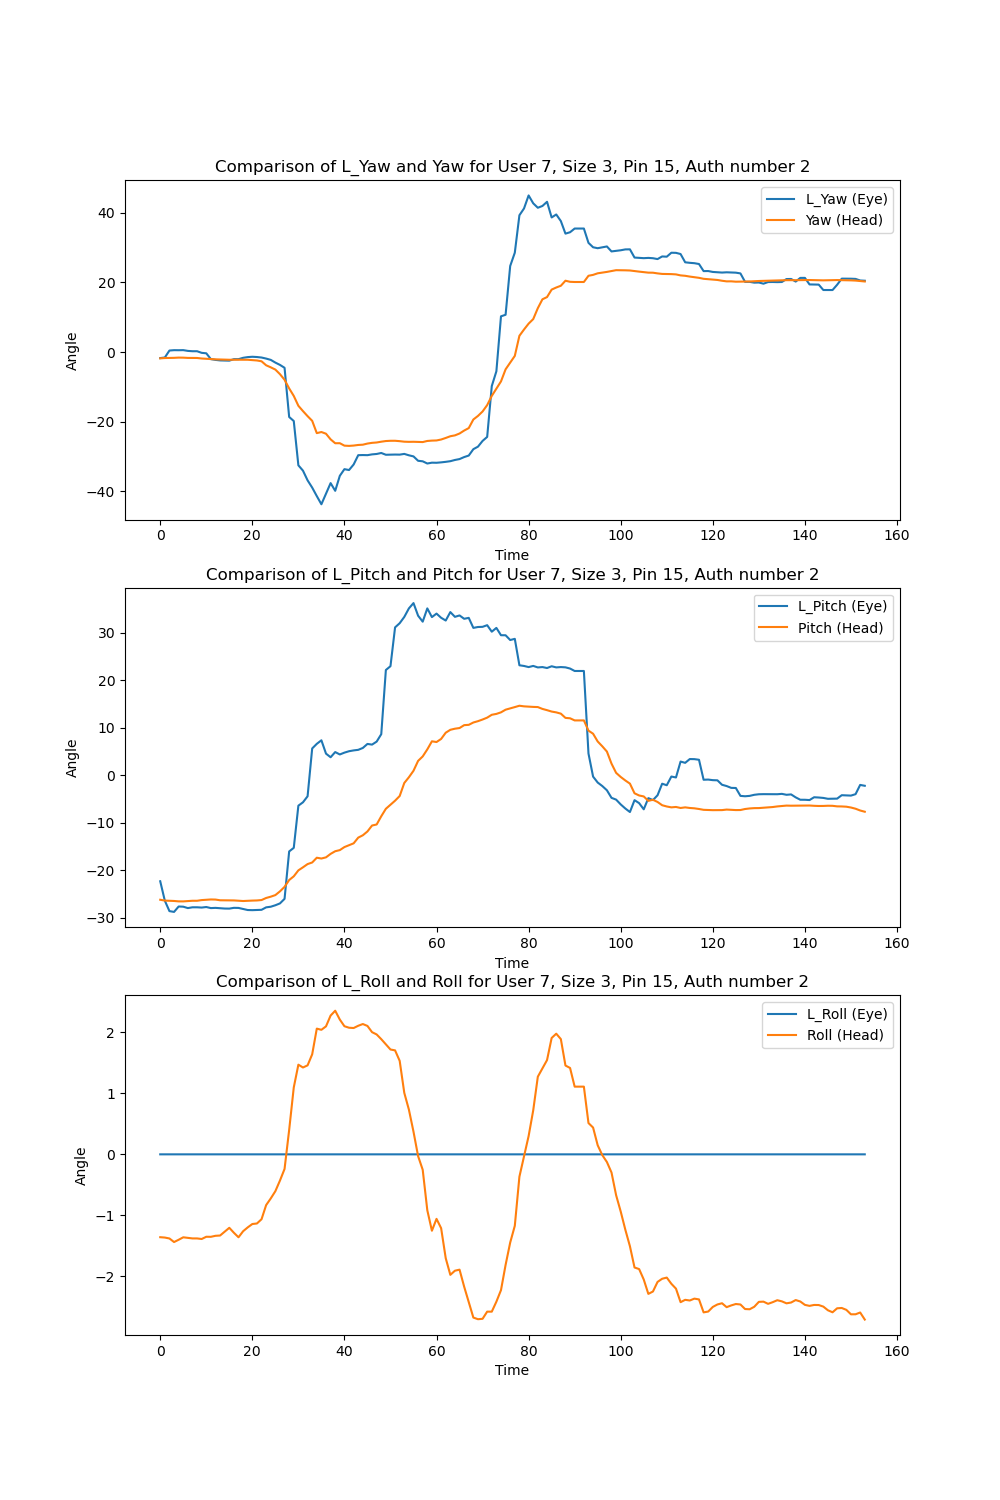 Comparison of L_Yaw and Yaw for User 7, Size 3, Pin 15, Auth number 2
L_Yaw (Eye)
Yaw (Head)
40
20
0
−20
−40
Angle
0 20 40 60 80 100 120 140 160
Time
Comparison of L_Pitch and Pitch for User 7, Size 3, Pin 15, Auth number 2
L_Pitch (Eye)
Pitch (Head)
30
20
10
0
−10
−20
−30
Angle
0 20 40 60 80 100 120 140 160
Time
Comparison of L_Roll and Roll for User 7, Size 3, Pin 15, Auth number 2
L_Roll (Eye)
Roll (Head)
2
1
0
−1
−2
Angle
0 20 40 60 80 100 120 140 160
Time